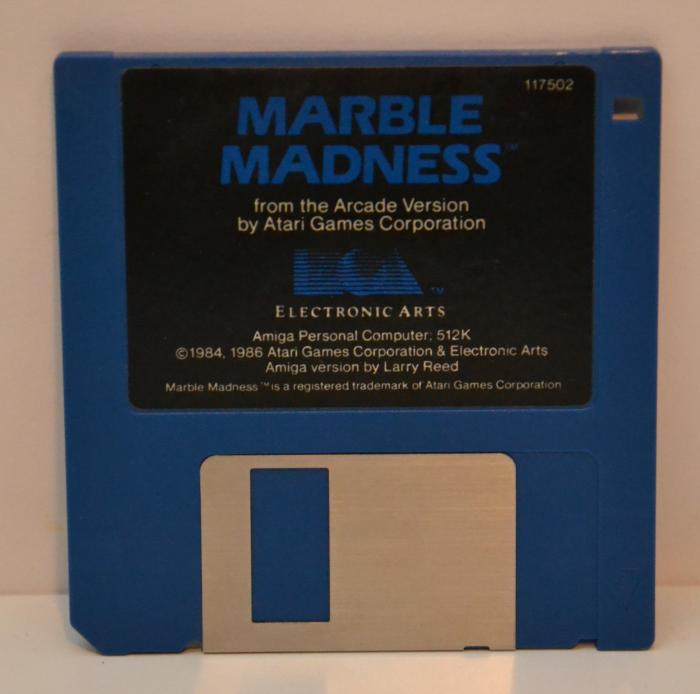 117502
MARBLE
MADNESS™
from the Arcade Version
by Atari Games Corporation
™
ELECTRONIC ARTS
Amiga Personal Computer: 512K
©1984, 1986 Atari Games Corporation & Electronic Arts
Amiga version by Larry Reed
Marble Madness™ is a registered trademark of Atari Games Corporation